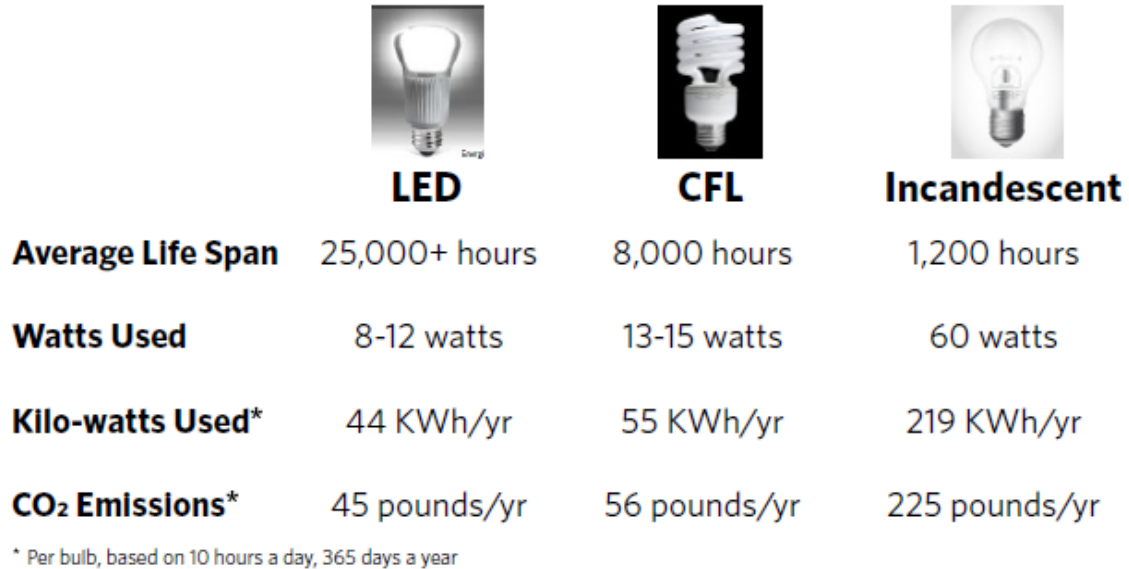 Energi
LED CFL Incandescent
Average Life Span 25,000+ hours 8,000 hours 1,200 hours
Watts Used 8-12 watts 13-15 watts 60 watts
Kilo-watts Used* 44 KWh/yr 55 KWh/yr 219 KWh/yr
CO₂ Emissions* 45 pounds/yr 56 pounds/yr 225 pounds/yr
* Per bulb, based on 10 hours a day, 365 days a year